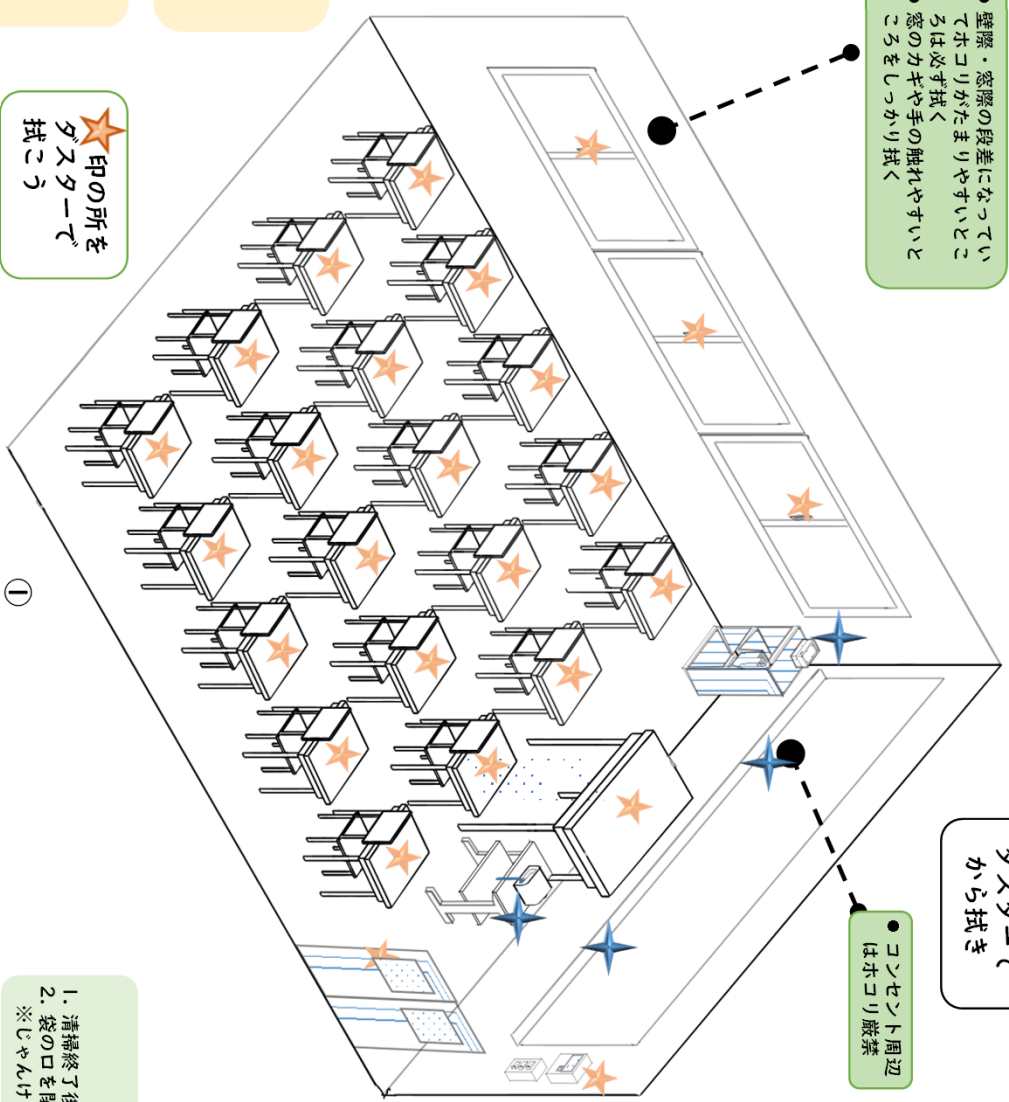 壁際・窓際の段差になってい
てホコリがたまりやすいとこ
ろは必ず拭く
窓のカギや手の触れやすいと
ころをしっかり拭く
印の所を
ダスターで
拭こう
から拭き
● コンセント周辺
はホコリ厳禁
①
1. 清掃終了後
2. 袋の口を閉
※じゃんけ